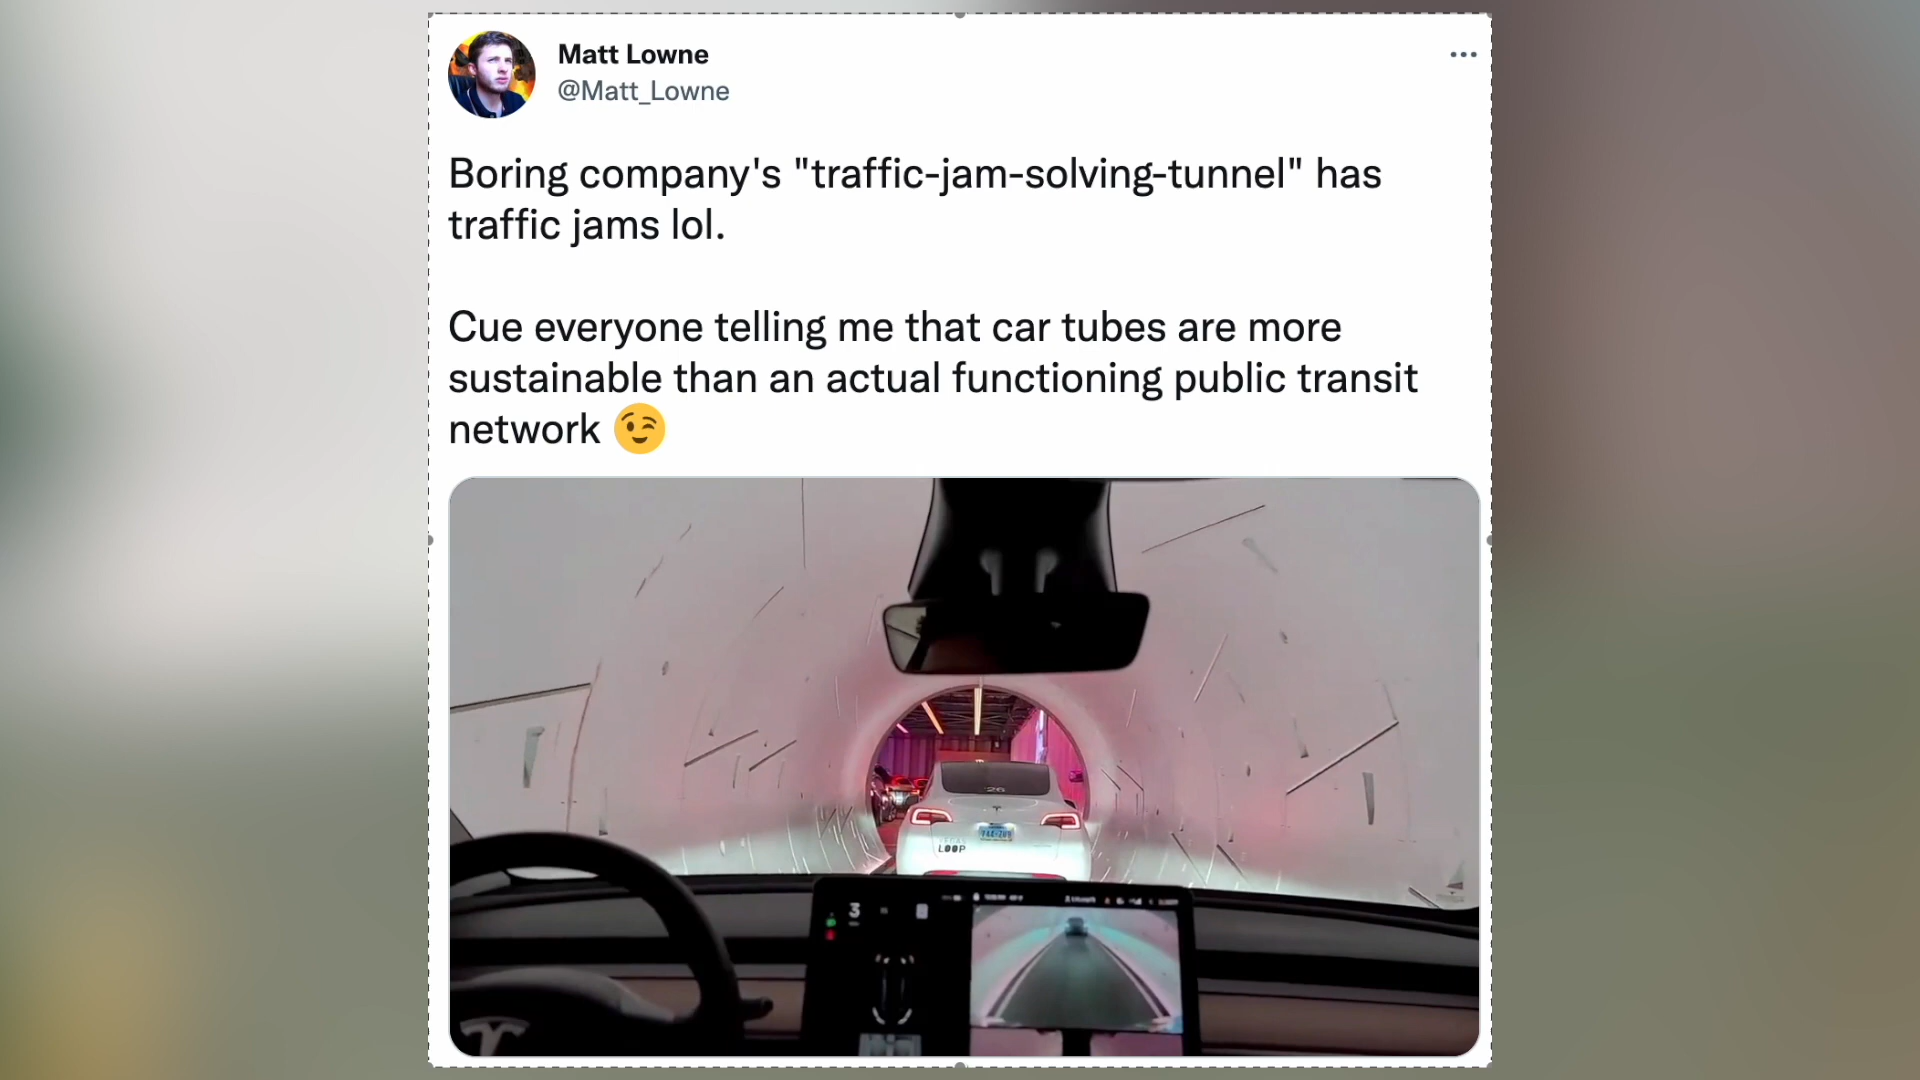 Matt Lowne
@Matt_Lowne
Boring company's "traffic-jam-solving-tunnel" has
traffic jams lol.
Cue everyone telling me that car tubes are more
sustainable than an actual functioning public transit
network 😉
26
LOOP
3